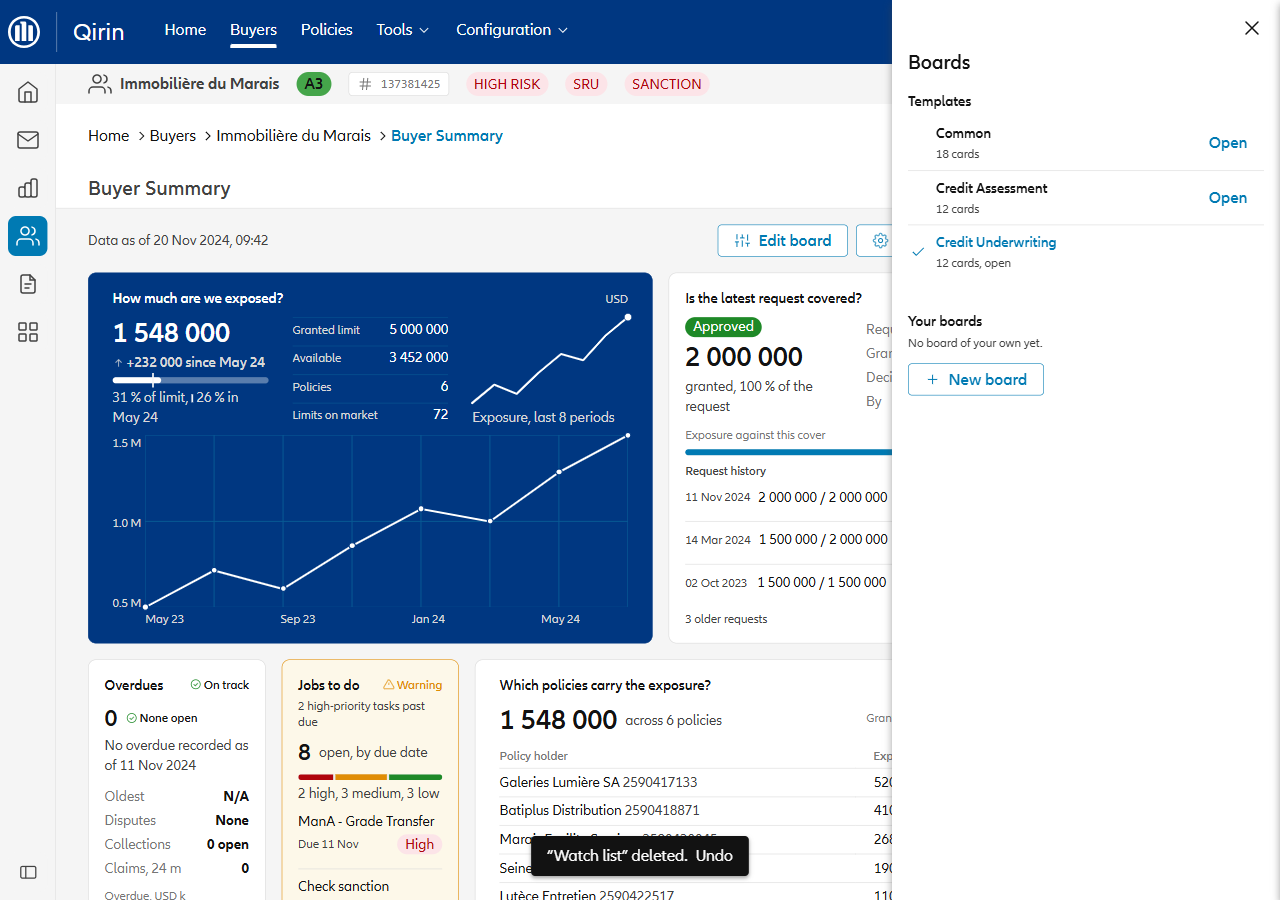 Qirin
Home
Buyers
Policies
Tools
Configuration
Immobilière du Marais
A3
# 137381425
HIGH RISK
SRU
SANCTION
Home > Buyers > Immobilière du Marais > Buyer Summary
Buyer Summary
Data as of 20 Nov 2024, 09:42
Edit board
How much are we exposed?
USD
1 548 000
↑ +232 000 since May 24
31 % of limit, 26 % in
May 24
Granted limit 5 000 000
Available 3 452 000
Policies 6
Limits on market 72
Exposure, last 8 periods
1.5 M
1.0 M
0.5 M
May 23
Sep 23
Jan 24
May 24
Is the latest request covered?
Approved
2 000 000
granted, 100 % of the
request
By
Exposure against this cover
Request history
11 Nov 2024 2 000 000 / 2 000 000
14 Mar 2024 1 500 000 / 2 000 000
02 Oct 2023 1 500 000 / 1 500 000
3 older requests
Overdues
On track
0 None open
No overdue recorded as
of 11 Nov 2024
Oldest N/A
Disputes None
Collections 0 open
Claims, 24 m 0
Overdue, USD k
Jobs to do
Warning
2 high-priority tasks past
due
8 open, by due date
2 high, 3 medium, 3 low
ManA - Grade Transfer
Due 11 Nov High
Check sanction
Which policies carry the exposure?
1 548 000 across 6 policies
Policy holder
Galeries Lumière SA 2590417133
Batiplus Distribution 2590418871
Lutèce Entretien 2590422517
“Watch list” deleted. Undo
Boards
Templates
Common
18 cards
Open
Credit Assessment
12 cards
Open
Credit Underwriting
12 cards, open
Your boards
No board of your own yet.
+ New board